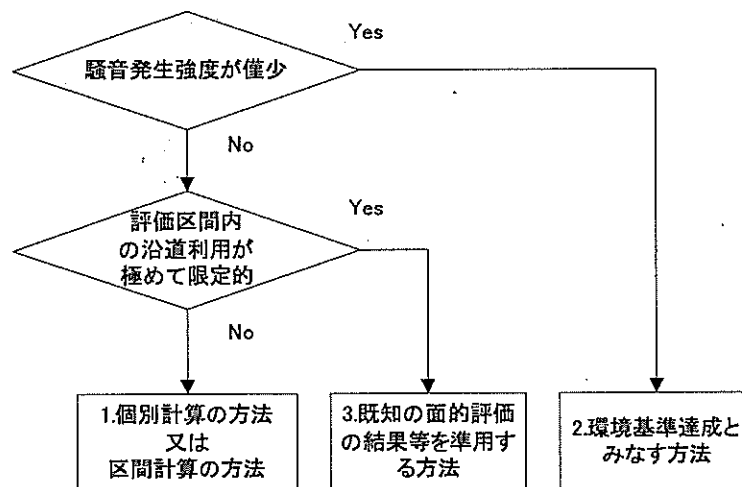 Yes
騒音発生強度が僅少
No
Yes
評価区間内
の沿道利用が
極めて限定的
No
1.個別計算の方法
又は
区間計算の方法
3.既知の面的評価
の結果等を準用す
る方法
2.環境基準達成と
みなす方法